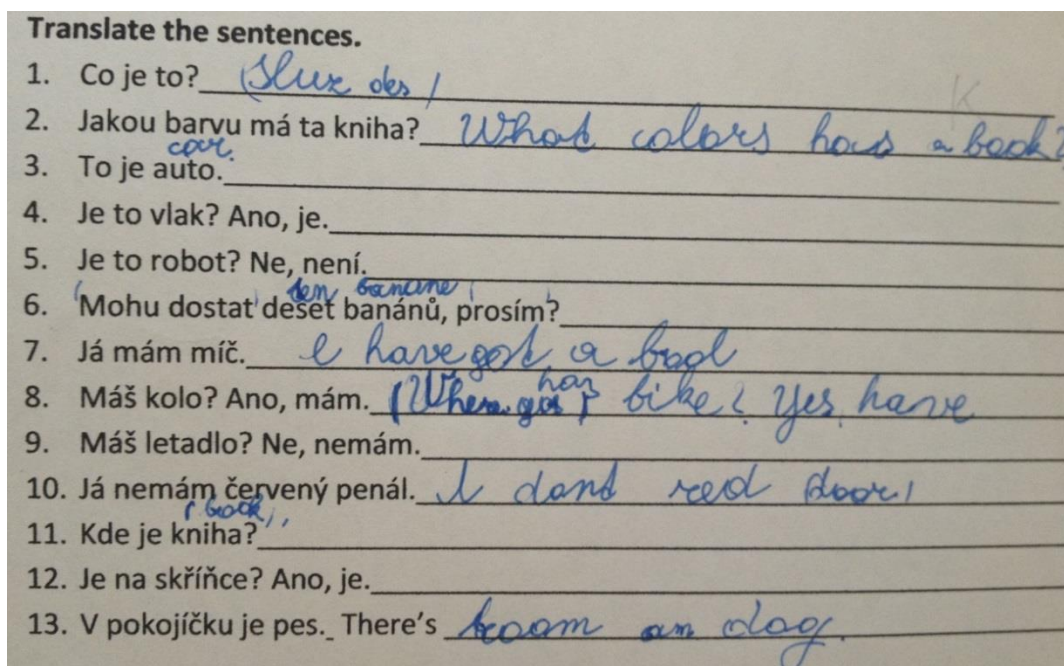 Translate the sentences.
1. Co je to? (Sluz des)
2. Jakou barvu má ta kniha? What colors has a book?
car.
3. To je auto.
4. Je to vlak? Ano, je.
5. Je to robot? Ne, není.
ten banane
6. Mohu dostat deset banánů, prosím?
7. Já mám míč. I have got a bool
8. Máš kolo? Ano, mám. has bike? Yes, have
9. Máš letadlo? Ne, nemám.
10. Já nemám červený penál. I dont red (door)
(book)
11. Kde je kniha?
12. Je na skříňce? Ano, je.
13. V pokojíčku je pes. There's room am dog.